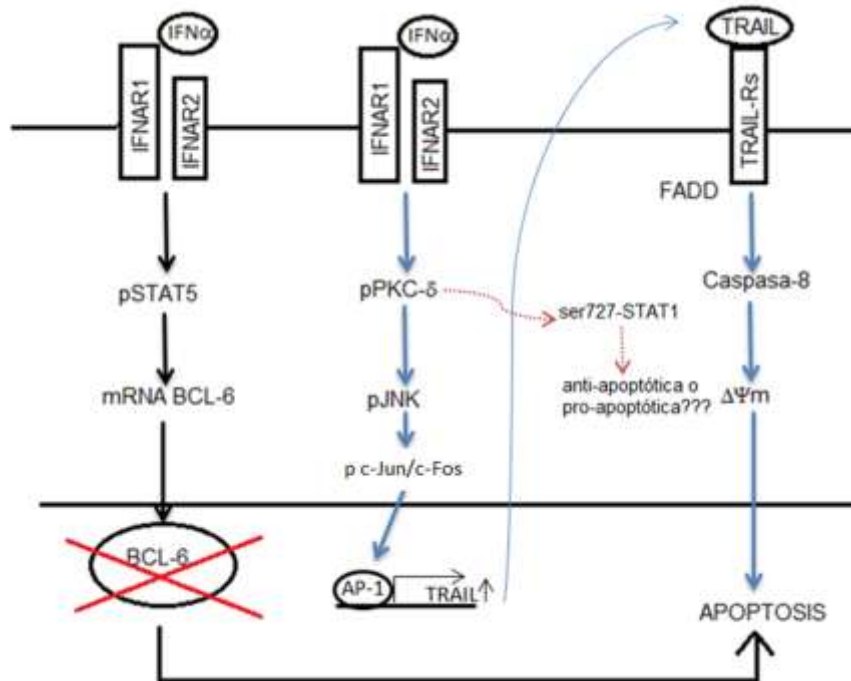 IFNα
IFNAR1
IFNAR2
pSTAT5
mRNA BCL-6
BCL-6
IFNα
IFNAR1
IFNAR2
pPKC-δ
pJNK
p c-Jun/c-Fos
AP-1
TRAIL↑
ser727-STAT1
anti-apoptótica o
pro-apoptótica???
TRAIL
TRAIL-Rs
FADD
Caspasa-8
ΔΨm
APOPTOSIS